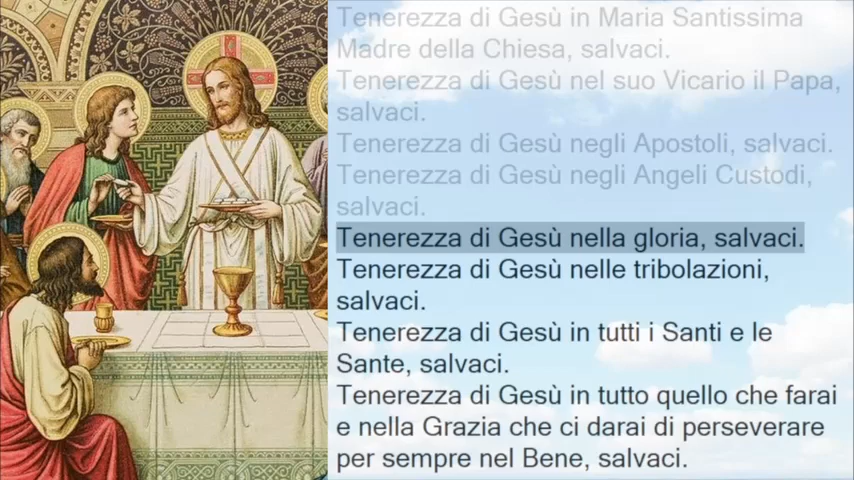 Tenerezza di Gesù in Maria Santissima
Madre della Chiesa, salvaci.
Tenerezza di Gesù nel suo Vicario il Papa,
salvaci.
Tenerezza di Gesù negli Apostoli, salvaci.
Tenerezza di Gesù negli Angeli Custodi,
salvaci.
Tenerezza di Gesù nella gloria, salvaci.
Tenerezza di Gesù nelle tribolazioni,
salvaci.
Tenerezza di Gesù in tutti i Santi e le
Sante, salvaci.
Tenerezza di Gesù in tutto quello che farai
e nella Grazia che ci darai di perseverare
per sempre nel Bene, salvaci.